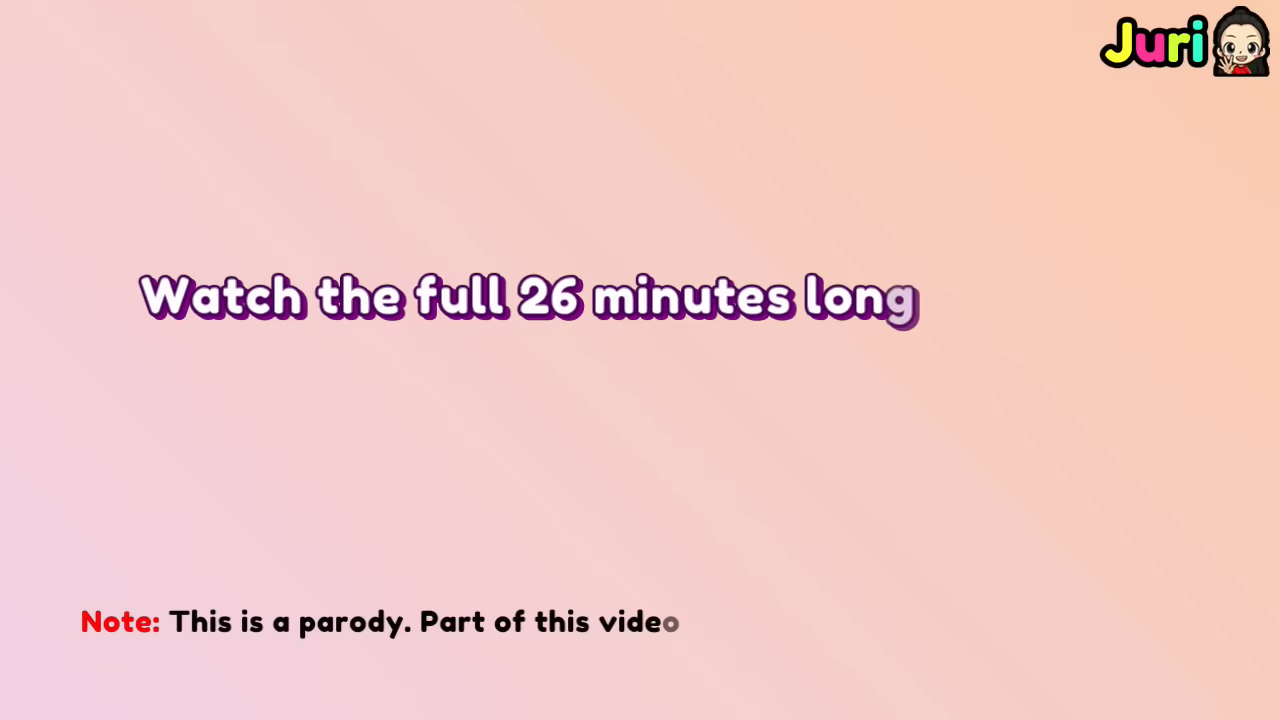 Juri
Watch the full 26 minutes long
Note: This is a parody. Part of this video